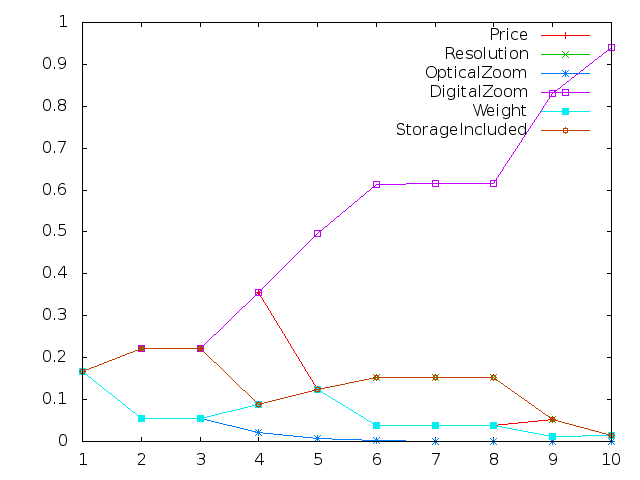 1
0.9
0.8
0.7
0.6
0.5
0.4
0.3
0.2
0.1
0
1 2 3 4 5 6 7 8 9 10
Price
Resolution
OpticalZoom
DigitalZoom
Weight
StorageIncluded